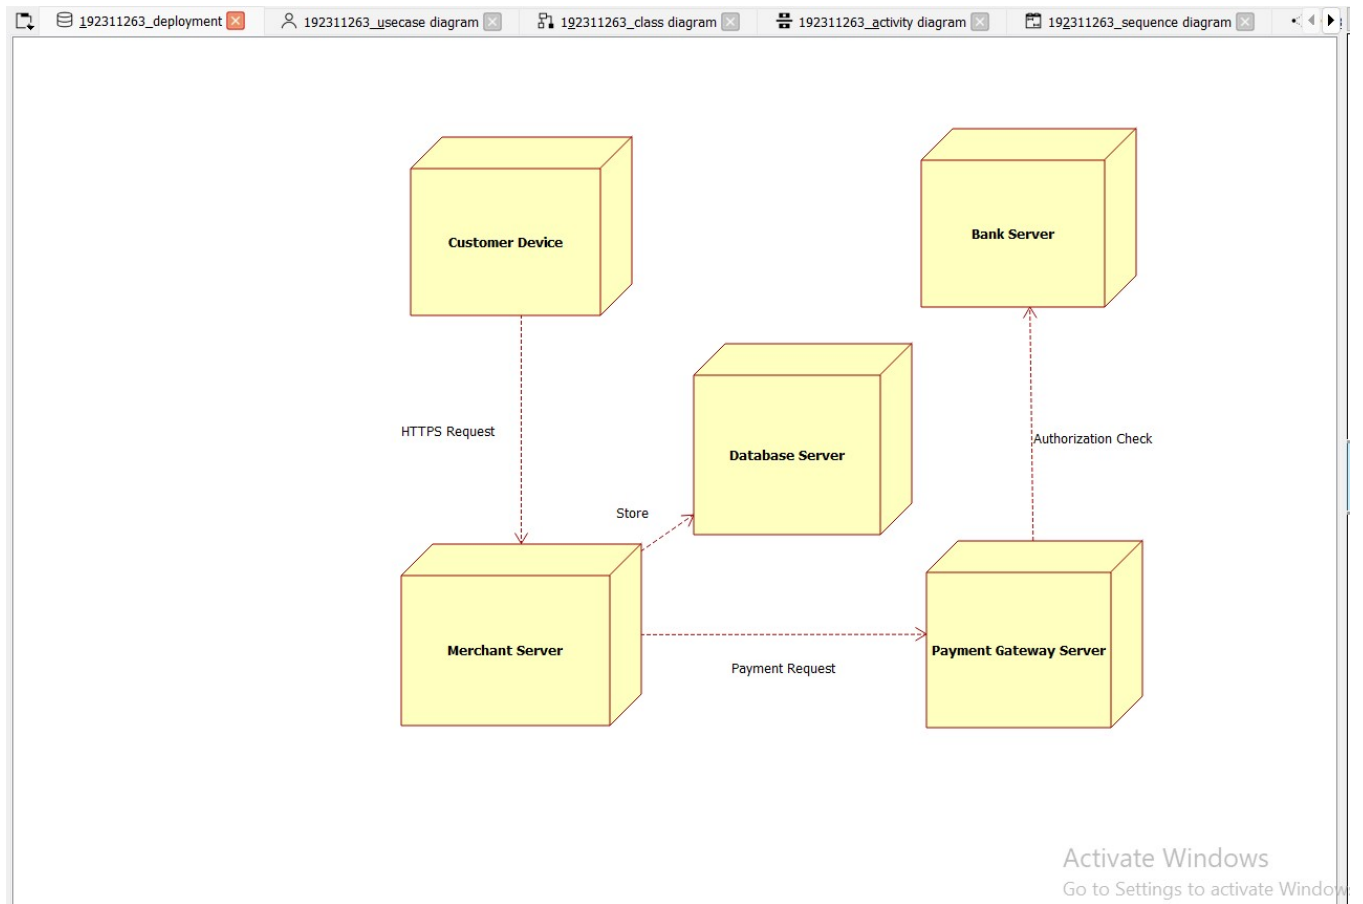 192311263_deployment
192311263_usecase diagram
192311263_class diagram
192311263_activity diagram
192311263_sequence diagram
Customer Device
Bank Server
HTTPS Request
Database Server
Authorization Check
Store
Merchant Server
Payment Gateway Server
Payment Request
Activate Windows
Go to Settings to activate Window